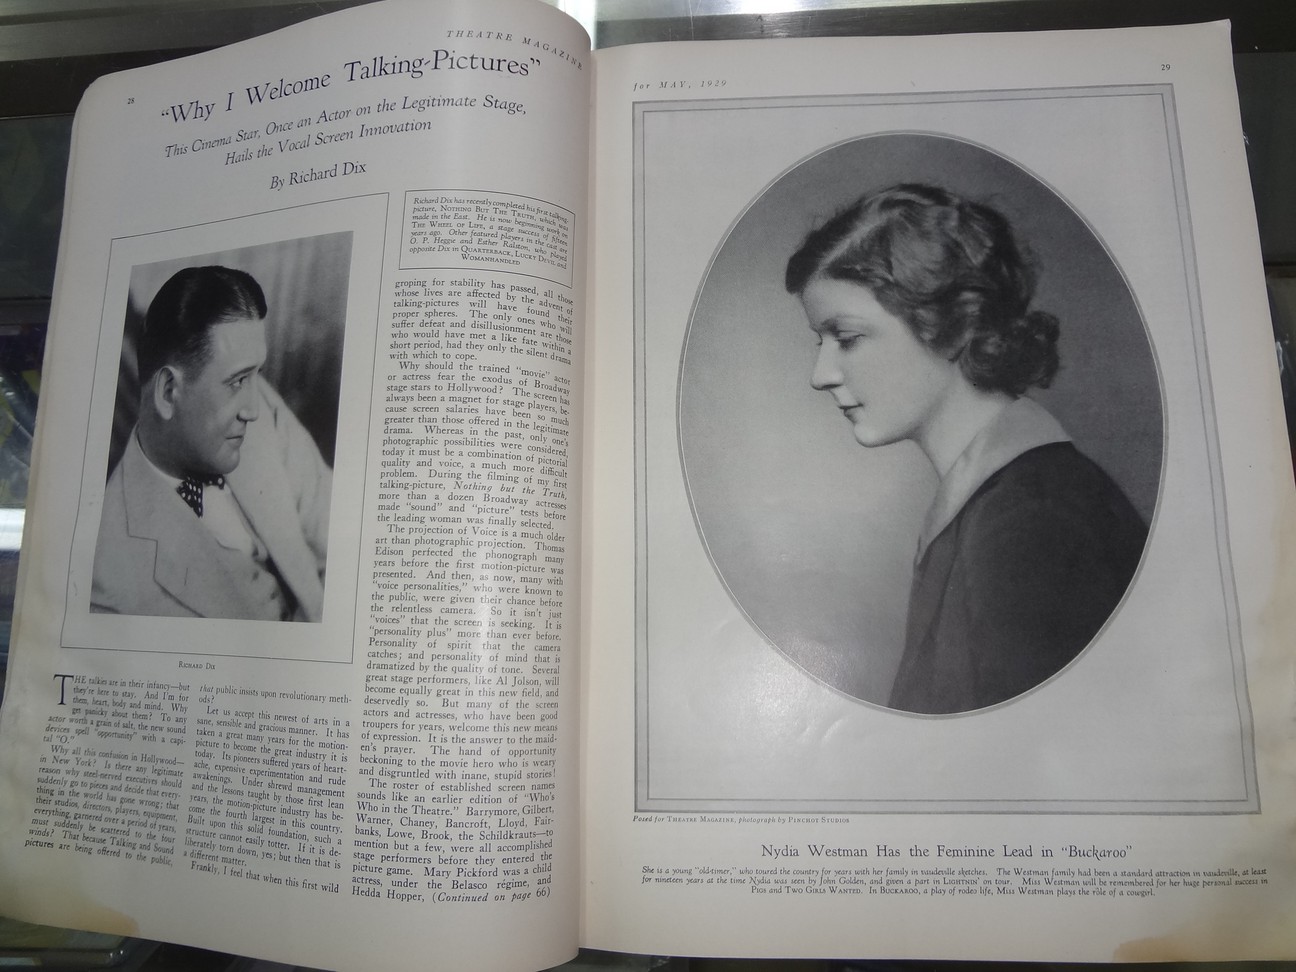 28
THEATRE MAGAZINE
"Why I Welcome Talking-Pictures"
This Cinema Star, Once an Actor on the Legitimate Stage,
Hails the Vocal Screen Innovation
By Richard Dix
Richard Dix has recently completed his first talking-
picture, NOTHING BUT THE TRUTH, which was
made in the East. He is now beginning work on
THE WHEEL OF LIFE, a stage success of fifteen
years ago. Other featured players in the cast are
O. P. Heggie and Esther Ralston, who played
opposite Dix in QUARTERBACK, LUCKY DEVIL and
WOMANHANDLED
RICHARD DIX
THE talkies are in their infancy—but
they're here to stay. And I'm for
them, heart, body and mind. Why
get panicky about them? To any
actor worth a grain of salt, the new sound
devices spell "opportunity" with a capi-
tal "O."
Why all this confusion in Hollywood—
in New York? Is there any legitimate
reason why steel-nerved executives should
suddenly go to pieces and decide that every-
thing in the world has gone wrong; that
their studios, directors, players, equipment,
everything, garnered over a period of years,
must suddenly be scattered to the four
winds? That because Talking and Sound
pictures are being offered to the public,
that public insists upon revolutionary meth-
ods?
Let us accept this newest of arts in a
sane, sensible and gracious manner. It has
taken a great many years for the motion-
picture to become the great industry it is
today. Its pioneers suffered years of heart-
ache, expensive experimentation and rude
awakenings. Under shrewd management
and the lessons taught by those first lean
years, the motion-picture industry has be-
come the fourth largest in this country.
Built upon this solid foundation, such a
structure cannot easily totter. If it is de-
liberately torn down, yes; but then that is
a different matter.
Frankly, I feel that when this first wild
groping for stability has passed, all those
whose lives are affected by the advent of
talking-pictures will have found their
proper spheres. The only ones who will
suffer defeat and disillusionment are those
who would have met a like fate within a
short period, had they only the silent drama
with which to cope.
Why should the trained "movie" actor
or actress fear the exodus of Broadway
stage stars to Hollywood? The screen has
always been a magnet for stage players, be-
cause screen salaries have been so much
greater than those offered in the legitimate
drama. Whereas in the past, only one's
photographic possibilities were considered,
today it must be a combination of pictorial
quality and voice, a much more difficult
problem. During the filming of my first
talking-picture, Nothing but the Truth,
more than a dozen Broadway actresses
made "sound" and "picture" tests before
the leading woman was finally selected.
The projection of Voice is a much older
art than photographic projection. Thomas
Edison perfected the phonograph many
years before the first motion-picture was
presented. And then, as now, many with
"voice personalities," who were known to
the public, were given their chance before
the relentless camera. So it isn't just
"voices" that the screen is seeking. It is
"personality plus" more than ever before.
Personality of spirit that the camera
catches; and personality of mind that is
dramatized by the quality of tone. Several
great stage performers, like Al Jolson, will
become equally great in this new field, and
deservedly so. But many of the screen
actors and actresses, who have been good
troupers for years, welcome this new means
of expression. It is the answer to the maid-
en's prayer. The hand of opportunity
beckoning to the movie hero who is weary
and disgruntled with inane, stupid stories!
The roster of established screen names
sounds like an earlier edition of "Who's
Who in the Theatre." Barrymore, Gilbert,
Warner, Chaney, Bancroft, Lloyd, Fair-
banks, Lowe, Brook, the Schildkrauts—to
mention but a few, were all accomplished
stage performers before they entered the
picture game. Mary Pickford was a child
actress, under the Belasco régime, and
Hedda Hopper, (Continued on page 66)
for MAY, 1929
29
Posed for THEATRE MAGAZINE, photograph by PINCHOT STUDIOS
Nydia Westman Has the Feminine Lead in "Buckaroo"
She is a young "old-timer," who toured the country for years with her family in vaudeville sketches. The Westman family had been a standard attraction in vaudeville, at least
for nineteen years at the time Nydia was seen by John Golden, and given a part in LIGHTNIN' on tour. Miss Westman will be remembered for her huge personal success in
PIGS and TWO GIRLS WANTED. In BUCKAROO, a play of rodeo life, Miss Westman plays the rôle of a cowgirl.